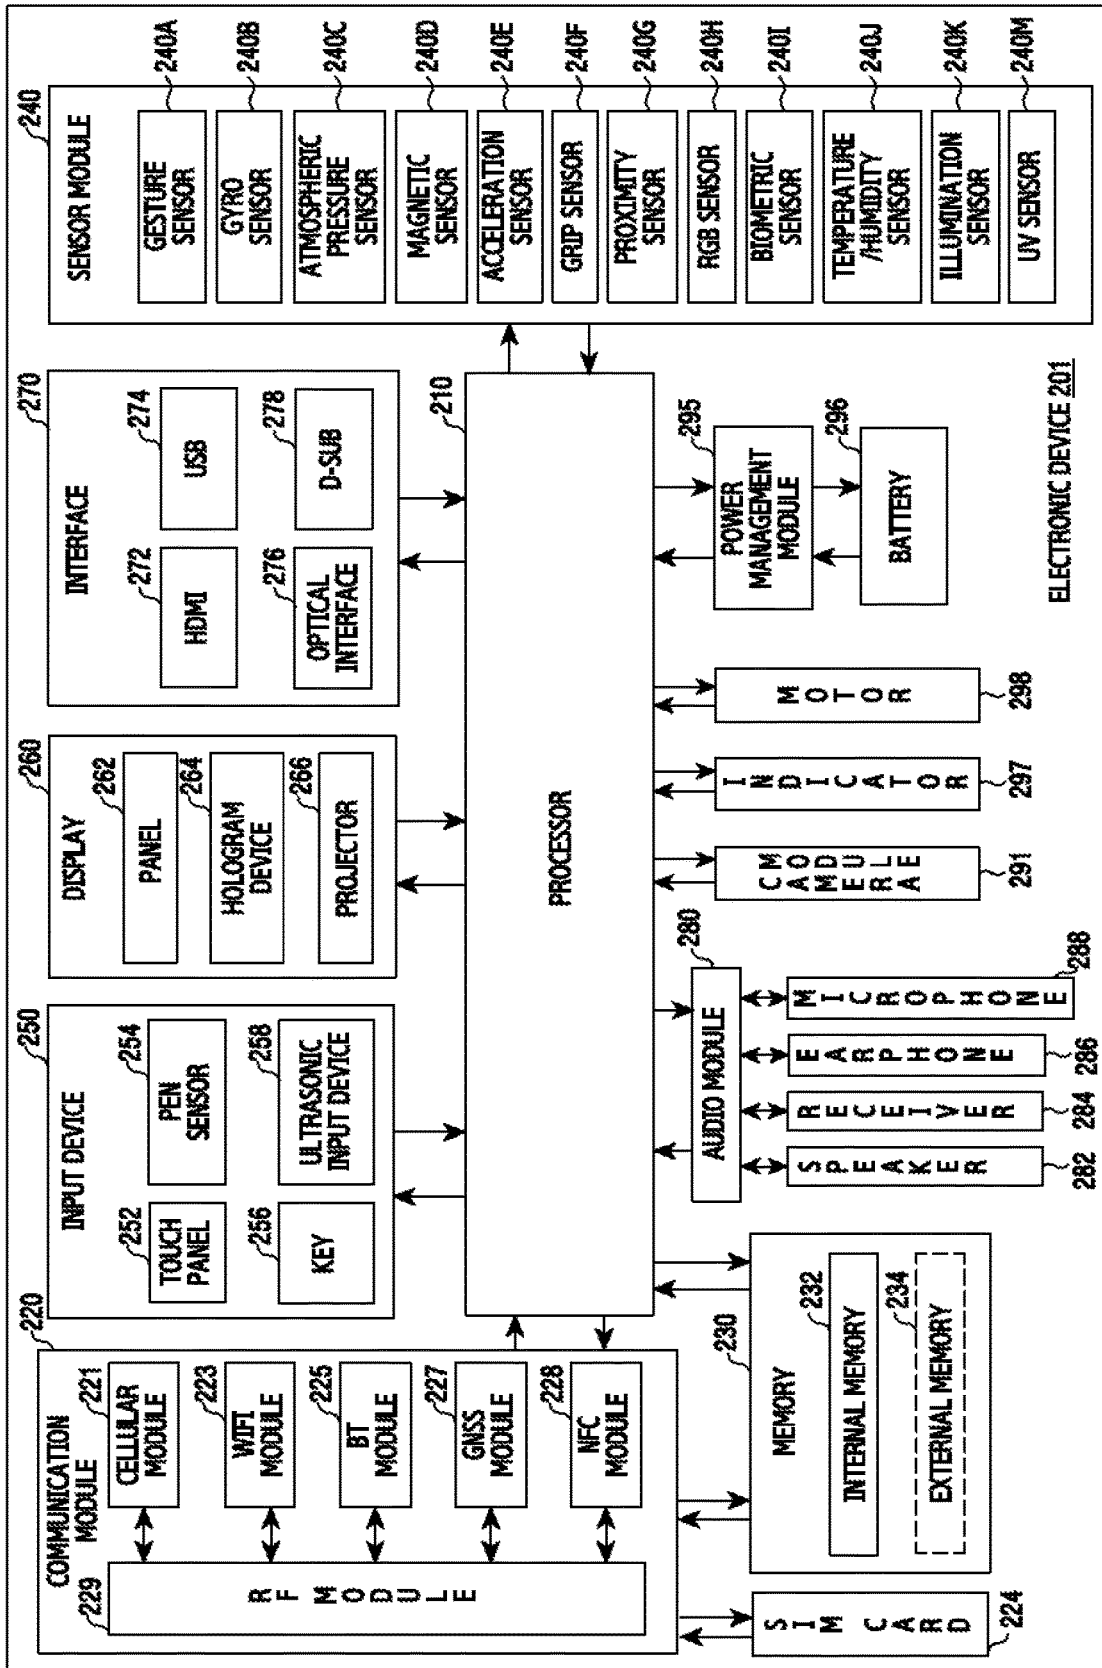 COMMUNICATION
MODULE
220
229
RF MODULE
221
CELLULAR
MODULE
223
WIFI
MODULE
225
BT
MODULE
227
GNSS
MODULE
228
NFC
MODULE
INPUT DEVICE
250
252
TOUCH
PANEL
254
PEN
SENSOR
256
KEY
258
ULTRASONIC
INPUT DEVICE
DISPLAY
260
262
PANEL
264
HOLOGRAM
DEVICE
266
PROJECTOR
INTERFACE
270
272
HDMI
274
USB
276
OPTICAL
INTERFACE
278
D-SUB
SENSOR MODULE
240
GESTURE
SENSOR
240A
GYRO
SENSOR
240B
ATMOSPHERIC
PRESSURE
SENSOR
240C
MAGNETIC
SENSOR
240D
ACCELERATION
SENSOR
240E
GRIP SENSOR
240F
PROXIMITY
SENSOR
240G
RGB SENSOR
240H
BIOMETRIC
SENSOR
240I
TEMPERATURE
/HUMIDITY
SENSOR
240J
ILLUMINATION
SENSOR
240K
UV SENSOR
240M
PROCESSOR
210
SIM CARD
224
230
MEMORY
232
INTERNAL MEMORY
234
EXTERNAL MEMORY
280
AUDIO MODULE
SPEAKER
282
RECEIVER
284
EARPHONE
286
MICROPHONE
288
CAMERA
MODULE
291
INDICATOR
297
MOTOR
298
295
POWER
MANAGEMENT
MODULE
296
BATTERY
ELECTRONIC DEVICE 201